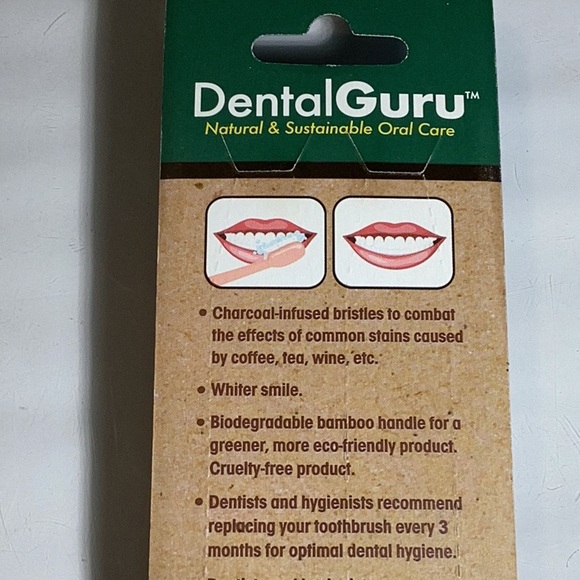 DentalGuru™
Natural & Sustainable Oral Care
• Charcoal-infused bristles to combat
the effects of common stains caused
by coffee, tea, wine, etc.
• Whiter smile.
• Biodegradable bamboo handle for a
greener, more eco-friendly product.
Cruelty-free product.
• Dentists and hygienists recommend
replacing your toothbrush every 3
months for optimal dental hygiene.